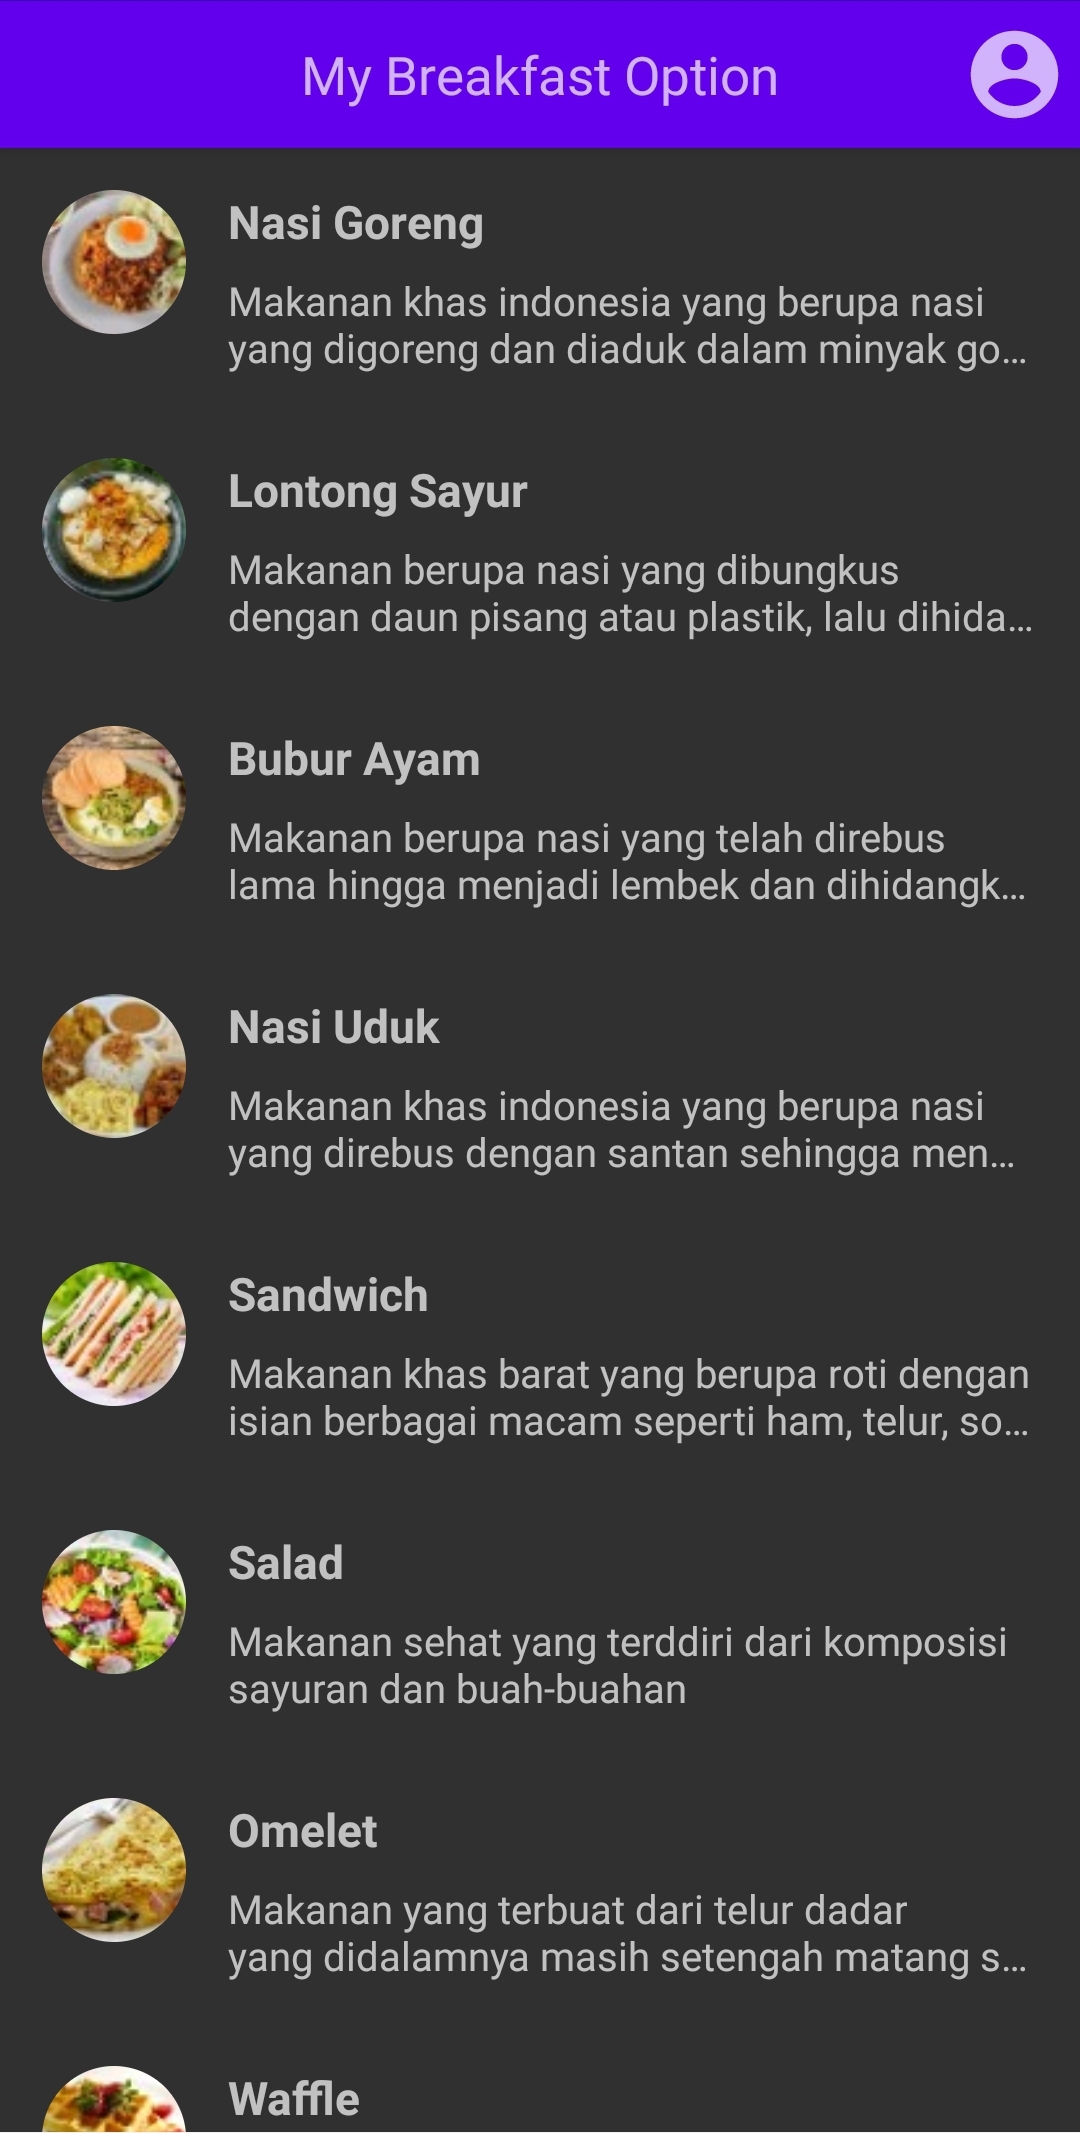 My Breakfast Option
Nasi Goreng
Makanan khas indonesia yang berupa nasi
yang digoreng dan diaduk dalam minyak go...
Lontong Sayur
Makanan berupa nasi yang dibungkus
dengan daun pisang atau plastik, lalu dihida...
Bubur Ayam
Makanan berupa nasi yang telah direbus
lama hingga menjadi lembek dan dihidangk...
Nasi Uduk
Makanan khas indonesia yang berupa nasi
yang direbus dengan santan sehingga men...
Sandwich
Makanan khas barat yang berupa roti dengan
isian berbagai macam seperti ham, telur, so...
Salad
Makanan sehat yang terddiri dari komposisi
sayuran dan buah-buahan
Omelet
Makanan yang terbuat dari telur dadar
yang didalamnya masih setengah matang s...
Waffle